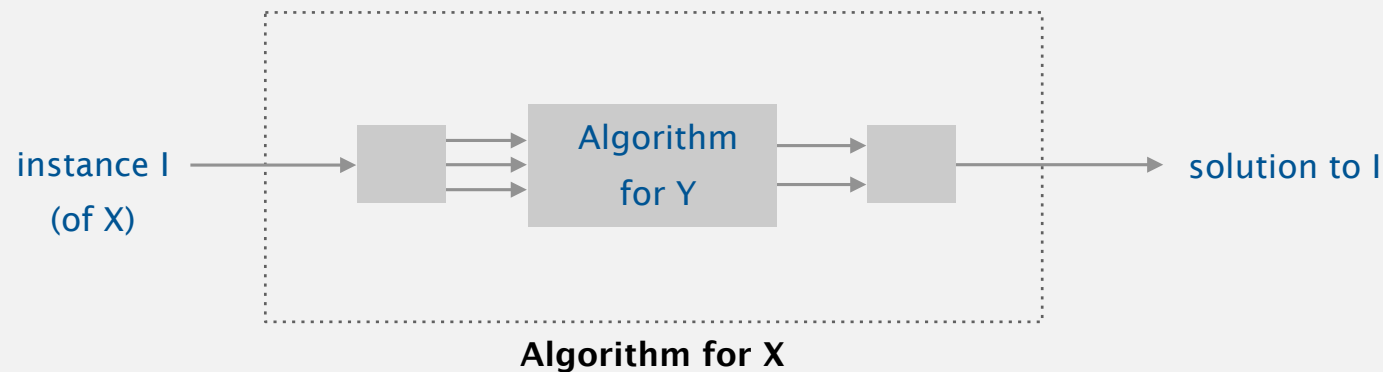 instance I
(of X)
Algorithm
for Y
solution to I
Algorithm for X